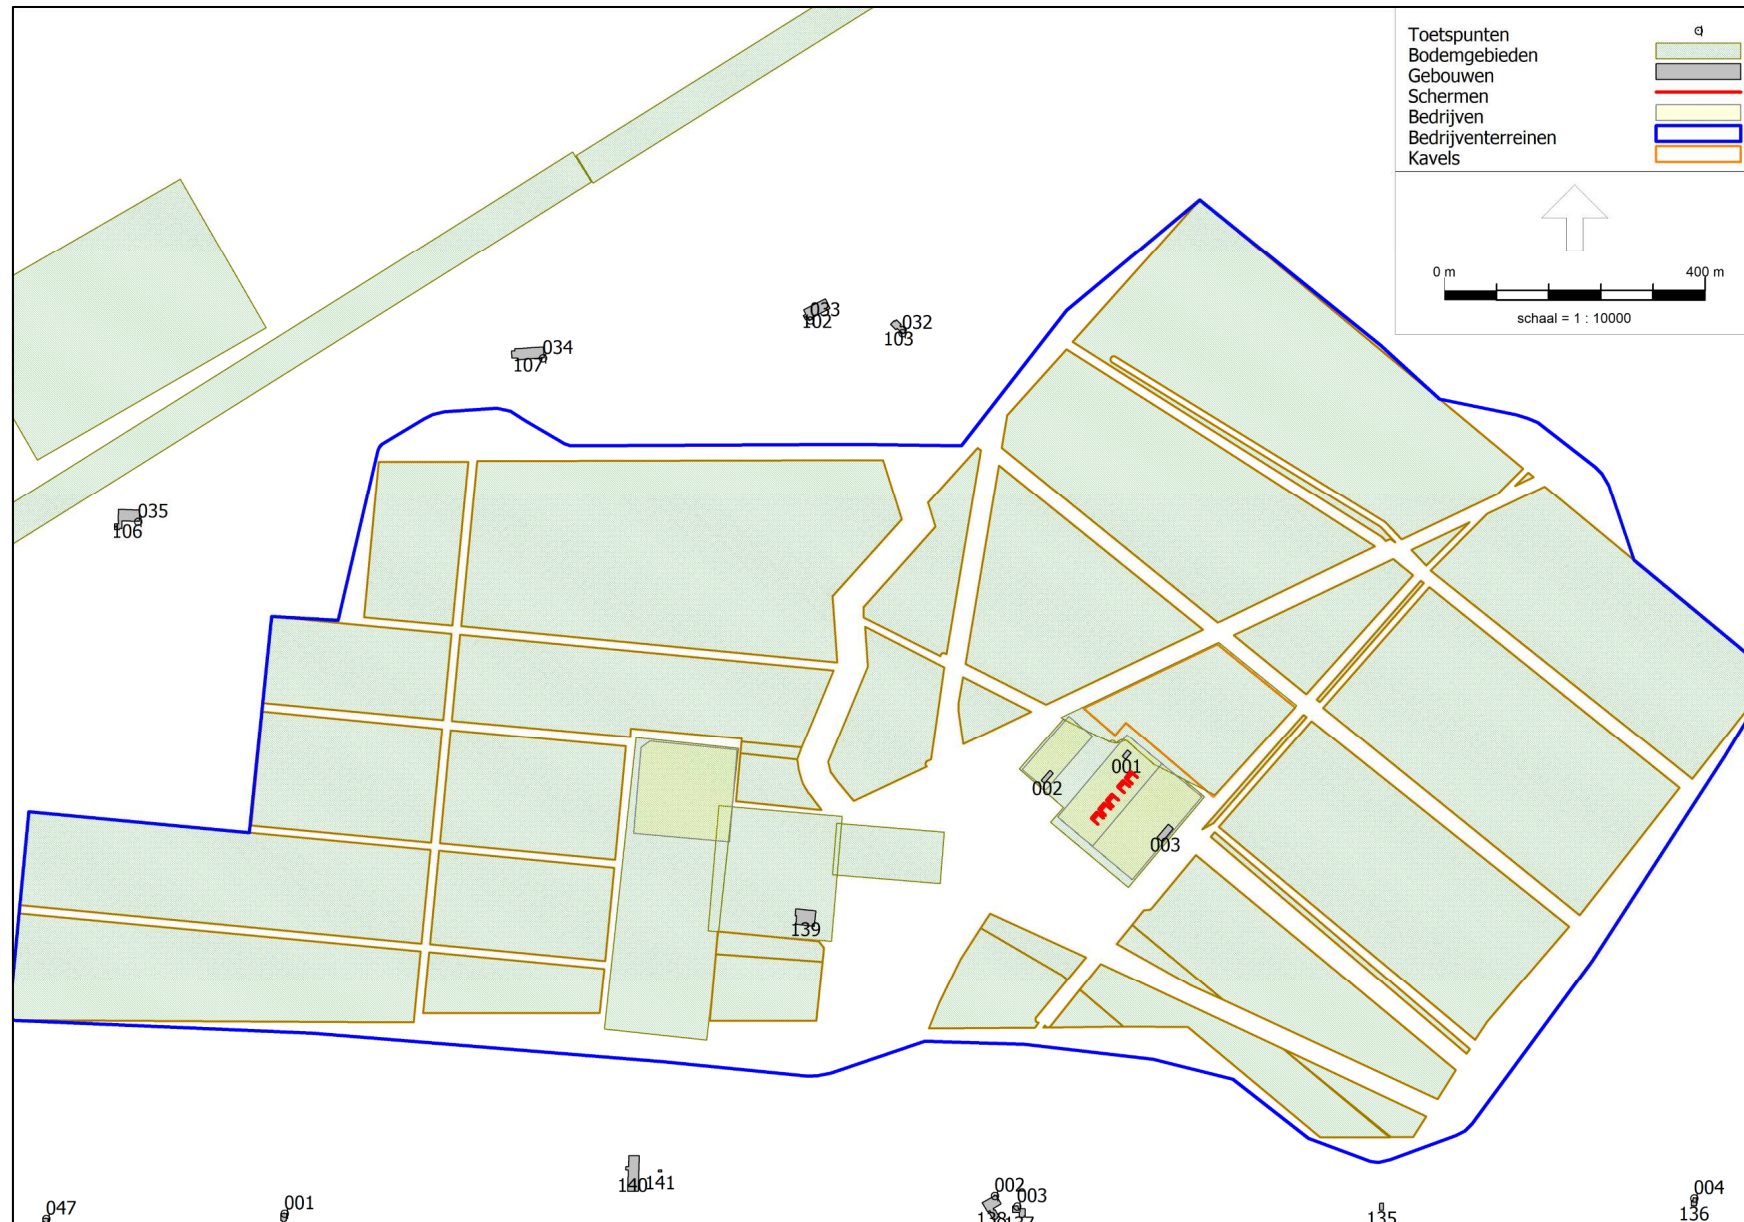 Toetspunten
Bodemgebieden
Gebouwen
Schermen
Bedrijven
Bedrijventerreinen
Kavels
0 m 400 m
schaal = 1 : 10000
033
102
032
103
034
107
035
106
001
002
003
139
140 141
047
001
002
003
135
004
136